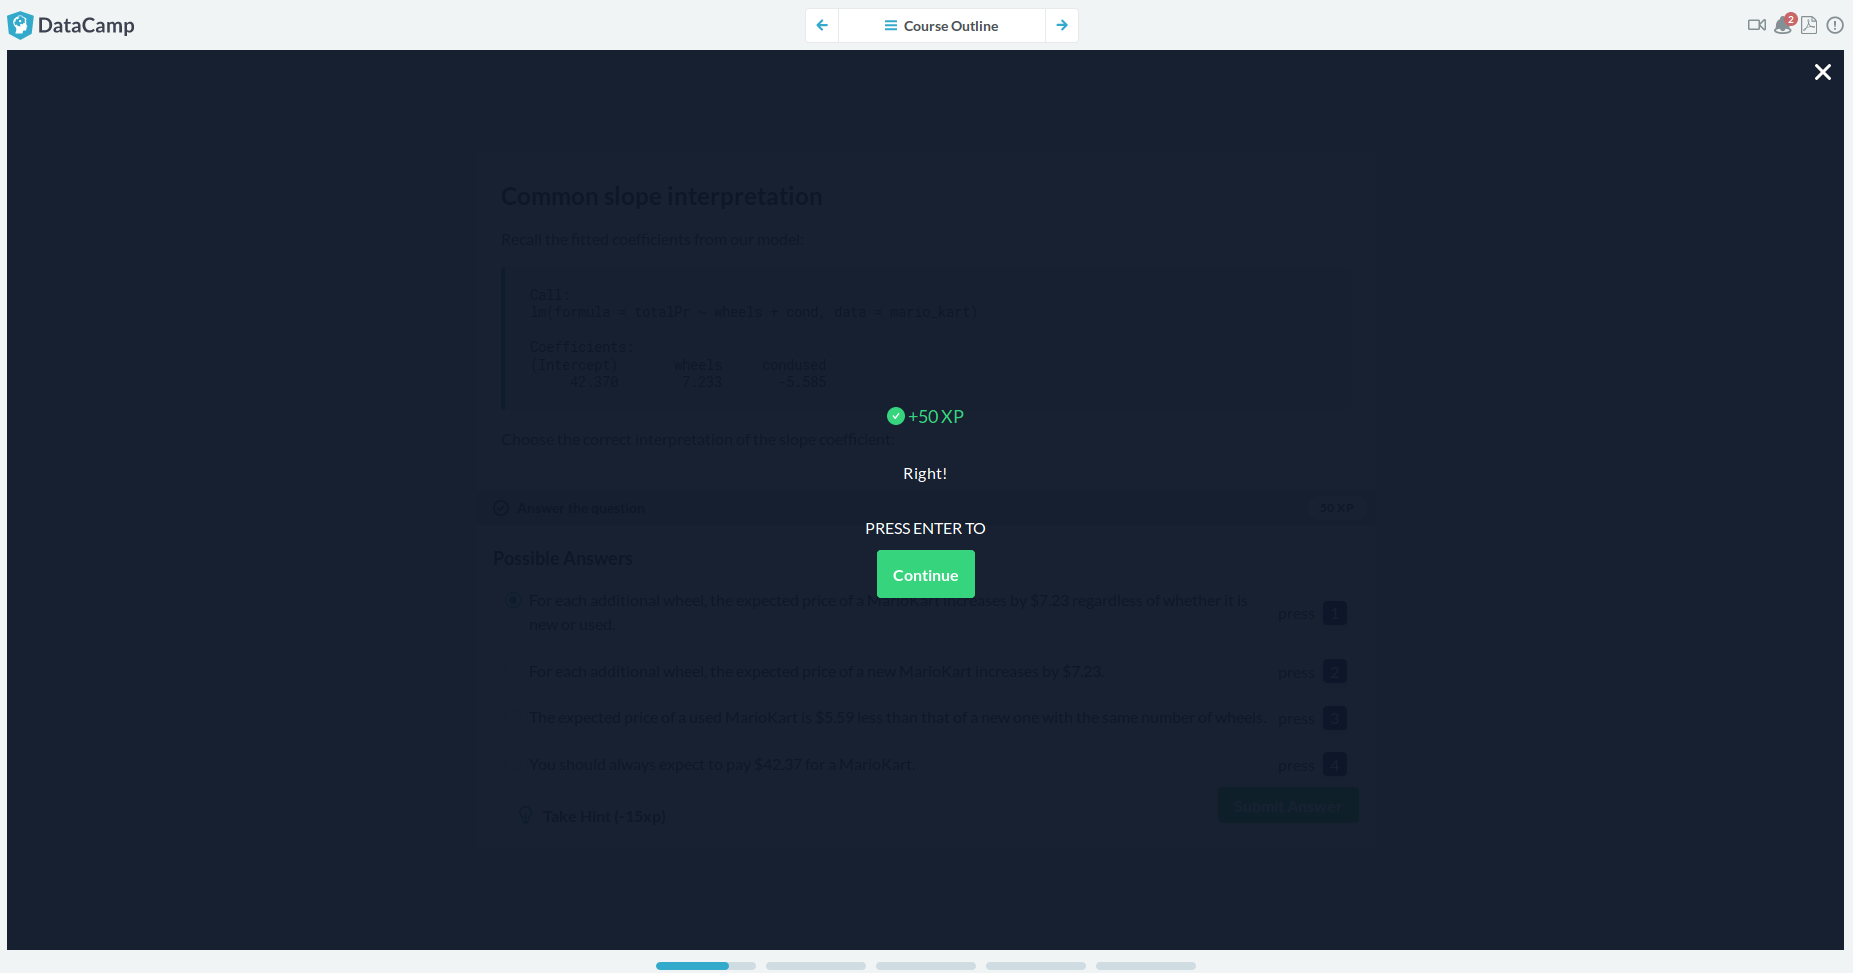 DataCamp
Course Outline
2
Common slope interpretation
Recall the fitted coefficients from our model:
Call:
lm(formula = totalPr ~ wheels + cond, data = mario_kart)
Coefficients:
(Intercept) wheels condused
42.370 7.233 -5.585
+50 XP
Choose the correct interpretation of the slope coefficient:
Right!
Answer the question
50 XP
PRESS ENTER TO
Possible Answers
Continue
For each additional wheel, the expected price of a MarioKart increases by $7.23 regardless of whether it is
new or used.
press 1
For each additional wheel, the expected price of a new MarioKart increases by $7.23.
press 2
The expected price of a used MarioKart is $5.59 less than that of a new one with the same number of wheels.
press 3
You should always expect to pay $42.37 for a MarioKart.
press 4
Take Hint (-15xp)
Submit Answer